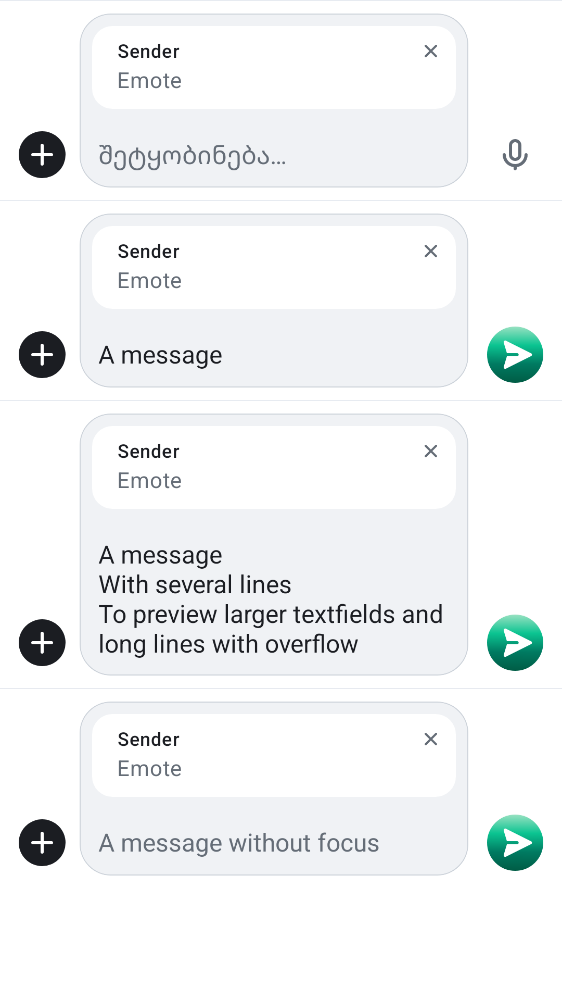 Sender
Emote
შეტყობინება…
Sender
Emote
A message
Sender
Emote
A message
With several lines
To preview larger textfields and
long lines with overflow
Sender
Emote
A message without focus